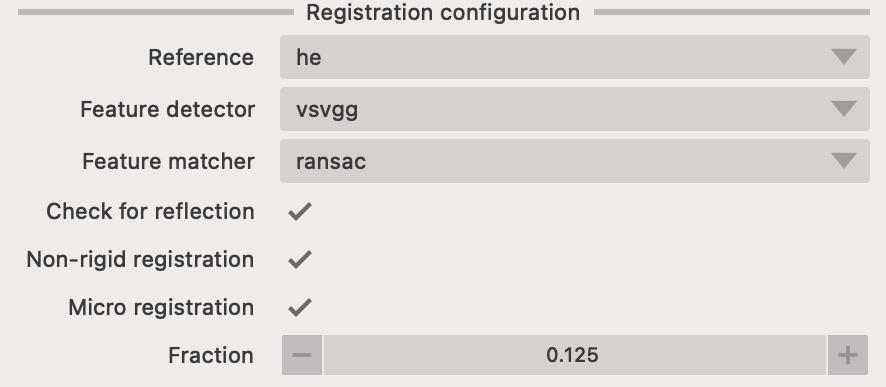 Registration configuration
Reference he
Feature detector vsvgg
Feature matcher ransac
Check for reflection
Non-rigid registration
Micro registration
Fraction 0.125